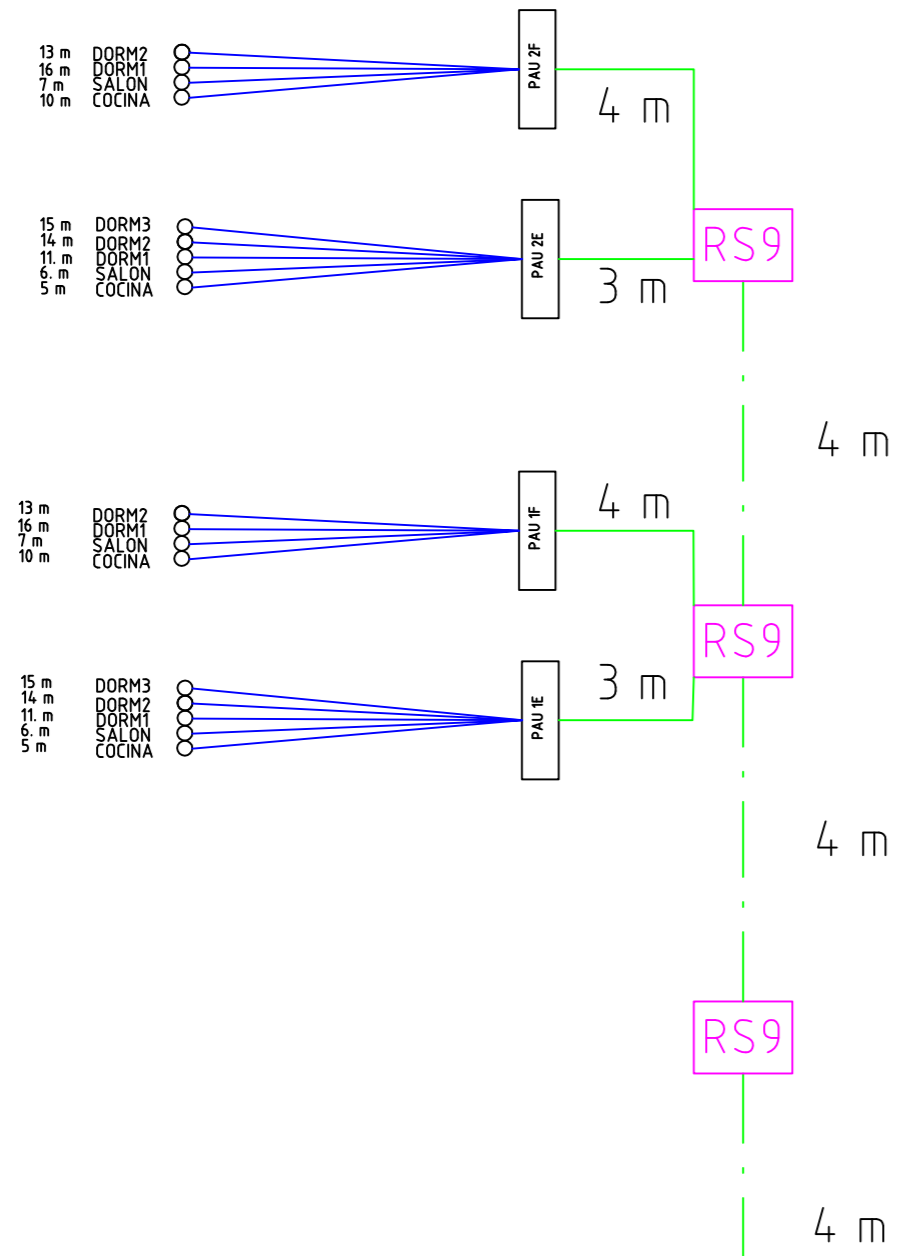 13 m DORM2
16 m DORM1
7 m SALON
10 m COCINA
PAU 2F
4 m
15 m DORM3
14 m DORM2
11. m DORM1
6. m SALON
5 m COCINA
PAU 2E
3 m
RS9
4 m
13 m DORM2
16 m DORM1
7 m SALON
10 m COCINA
PAU 1F
4 m
RS9
15 m DORM3
14 m DORM2
11. m DORM1
6. m SALON
5 m COCINA
PAU 1E
3 m
4 m
RS9
4 m